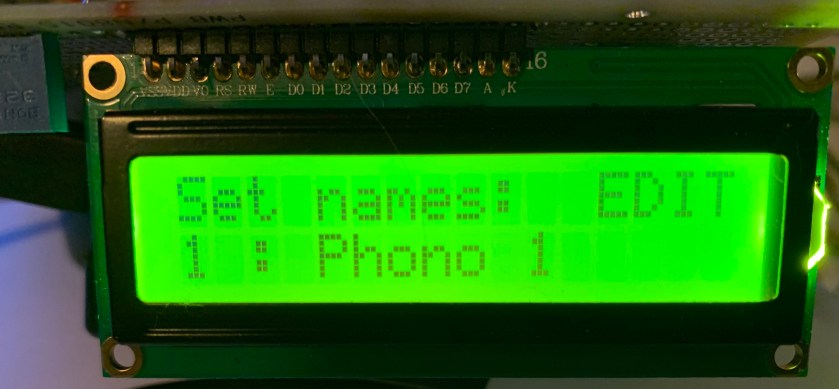 16
VSS VDD V0 RS RW E D0 D1 D2 D3 D4 D5 D6 D7 A K
Set names: EDIT
1 : Phono 1